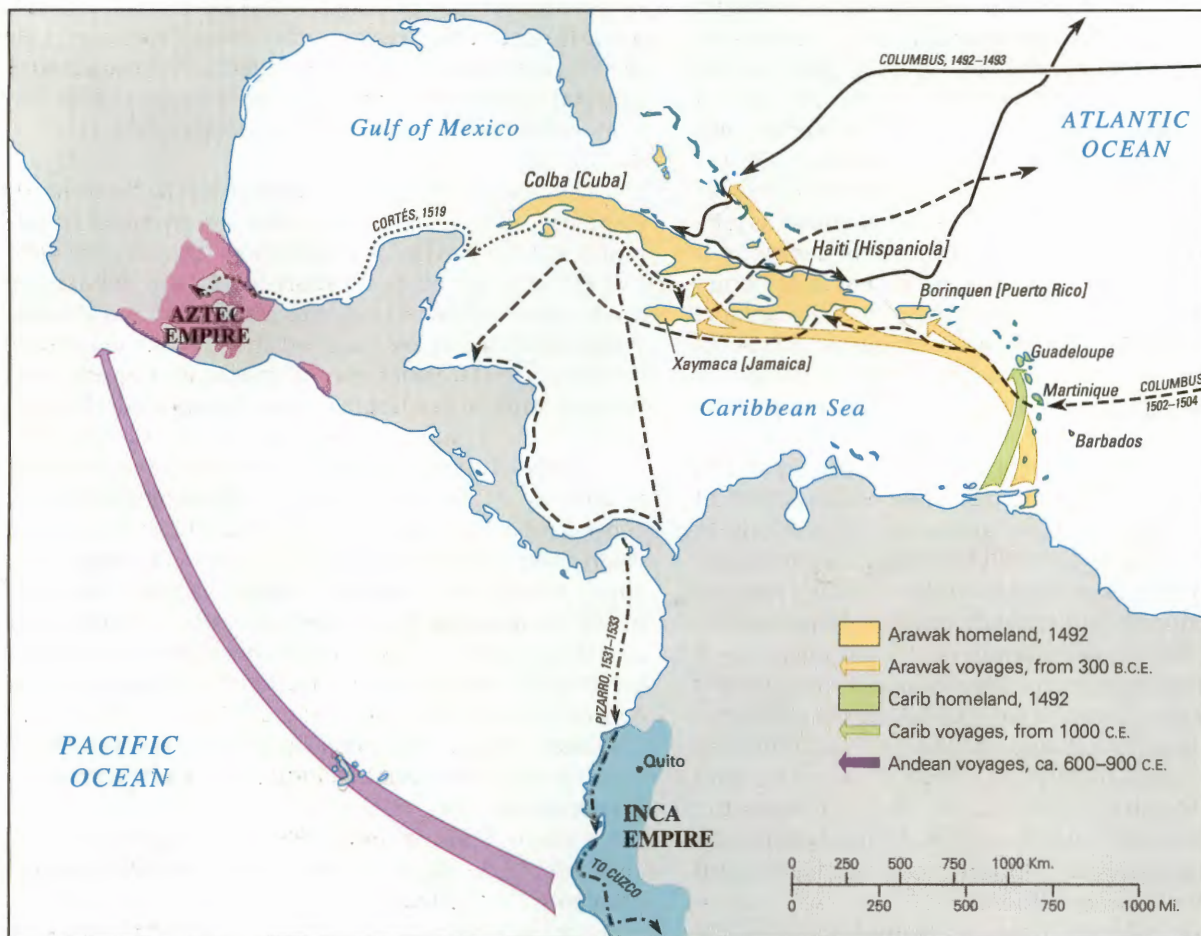 COLUMBUS, 1492–1493
Gulf of Mexico
ATLANTIC
OCEAN
Colba [Cuba]
CORTÉS, 1519
Haiti [Hispaniola]
Borinquen [Puerto Rico]
AZTEC
EMPIRE
Xaymaca [Jamaica]
Guadeloupe
Martinique
COLUMBUS
1502–1504
Caribbean Sea
Barbados
PIZARRO, 1531–1533
PACIFIC
OCEAN
Quito
INCA
EMPIRE
TO CUZCO
Arawak homeland, 1492
Arawak voyages, from 300 B.C.E.
Carib homeland, 1492
Carib voyages, from 1000 C.E.
Andean voyages, ca. 600–900 C.E.
0 250 500 750 1000 Km.
0 250 500 750 1000 Mi.